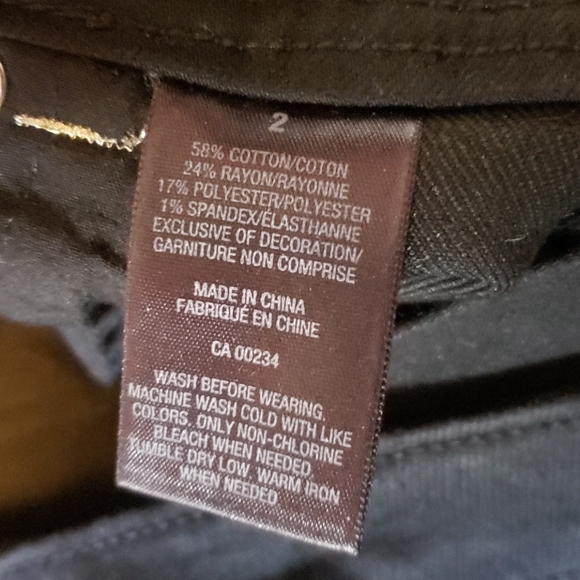 2
58% COTTON/COTON
24% RAYON/RAYONNE
17% POLYESTER/POLYESTER
1% SPANDEX/ÉLASTHANNE
EXCLUSIVE OF DECORATION/
GARNITURE NON COMPRISE
MADE IN CHINA
FABRIQUÉ EN CHINE
CA 00234
WASH BEFORE WEARING,
MACHINE WASH COLD WITH LIKE
COLORS. ONLY NON-CHLORINE
BLEACH WHEN NEEDED.
TUMBLE DRY LOW. WARM IRON
WHEN NEEDED